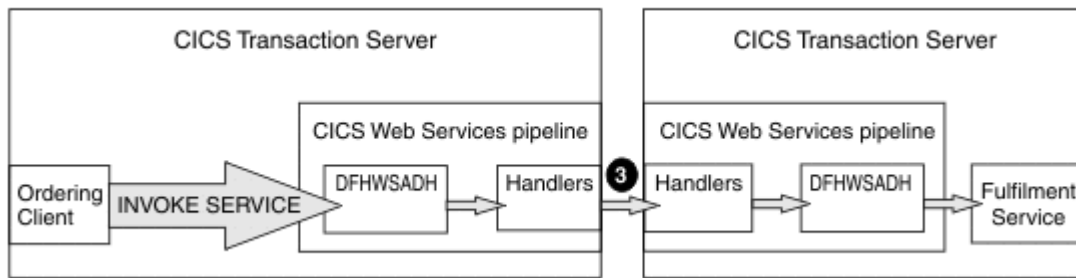 CICS Transaction Server
CICS Transaction Server
CICS Web Services pipeline
CICS Web Services pipeline
Ordering
Client
INVOKE SERVICE
DFHWSADH
Handlers
3
Handlers
DFHWSADH
Fulfilment
Service